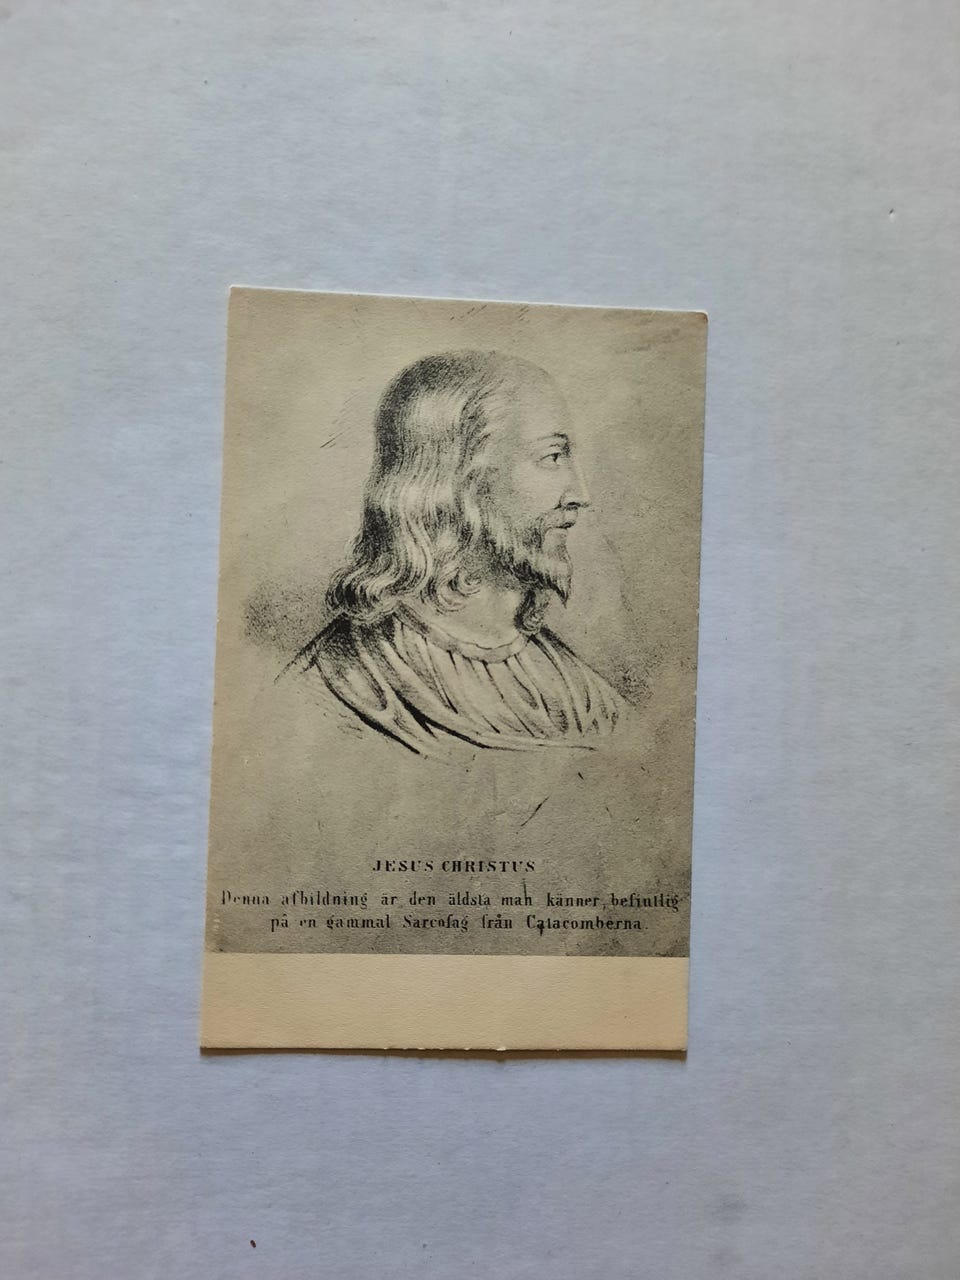 JESUS CHRISTUS
Denna afbildning är den äldsta man känner, befintlig
på en gammal Sarcofag från Catacomberna.